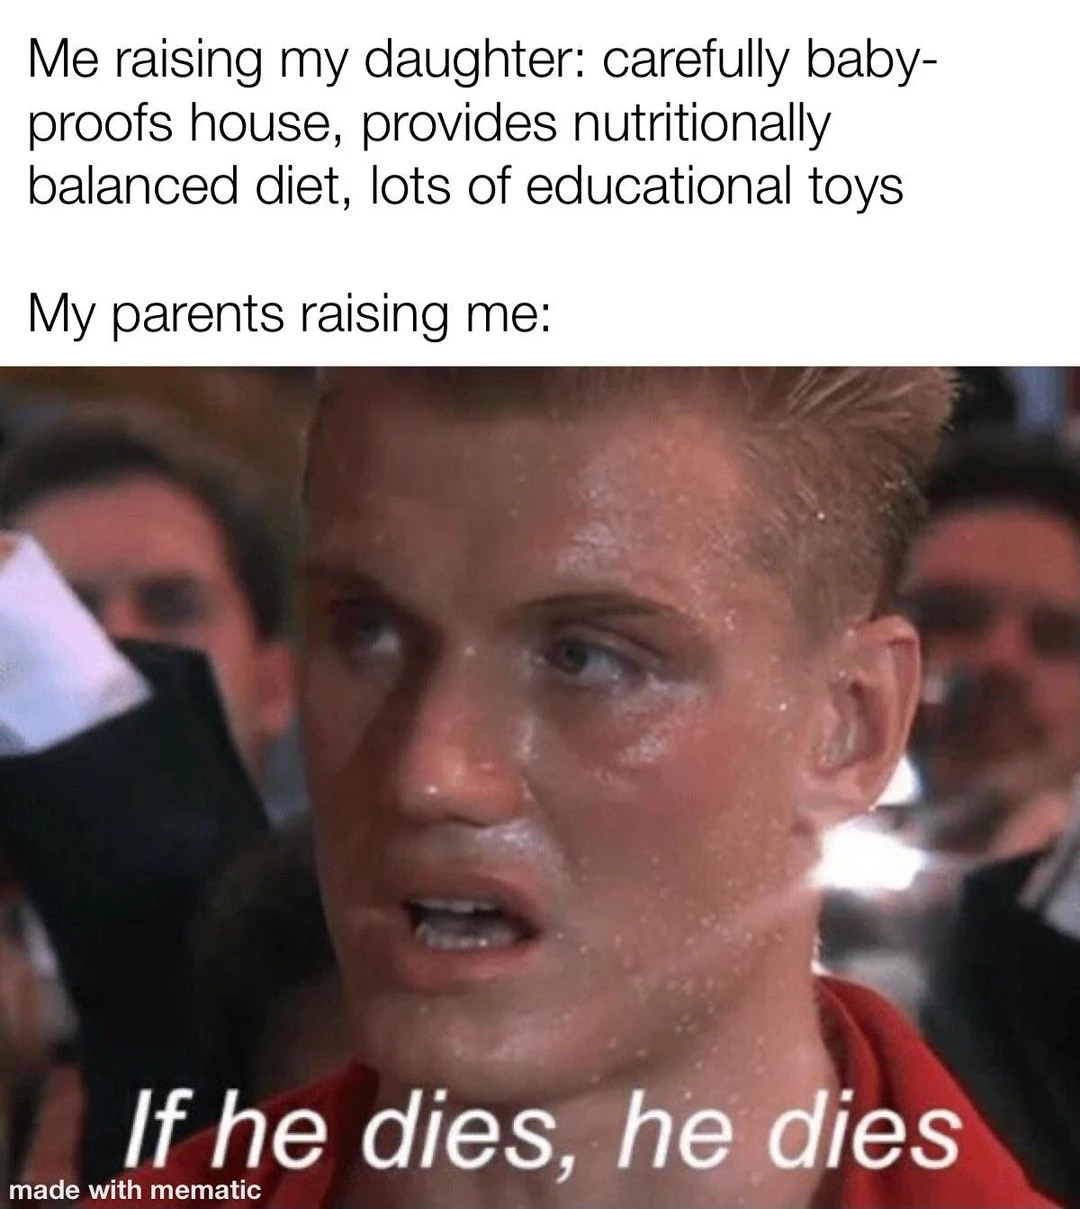 Me raising my daughter: carefully baby-
proofs house, provides nutritionally
balanced diet, lots of educational toys
My parents raising me:
If he dies, he dies
made with mematic